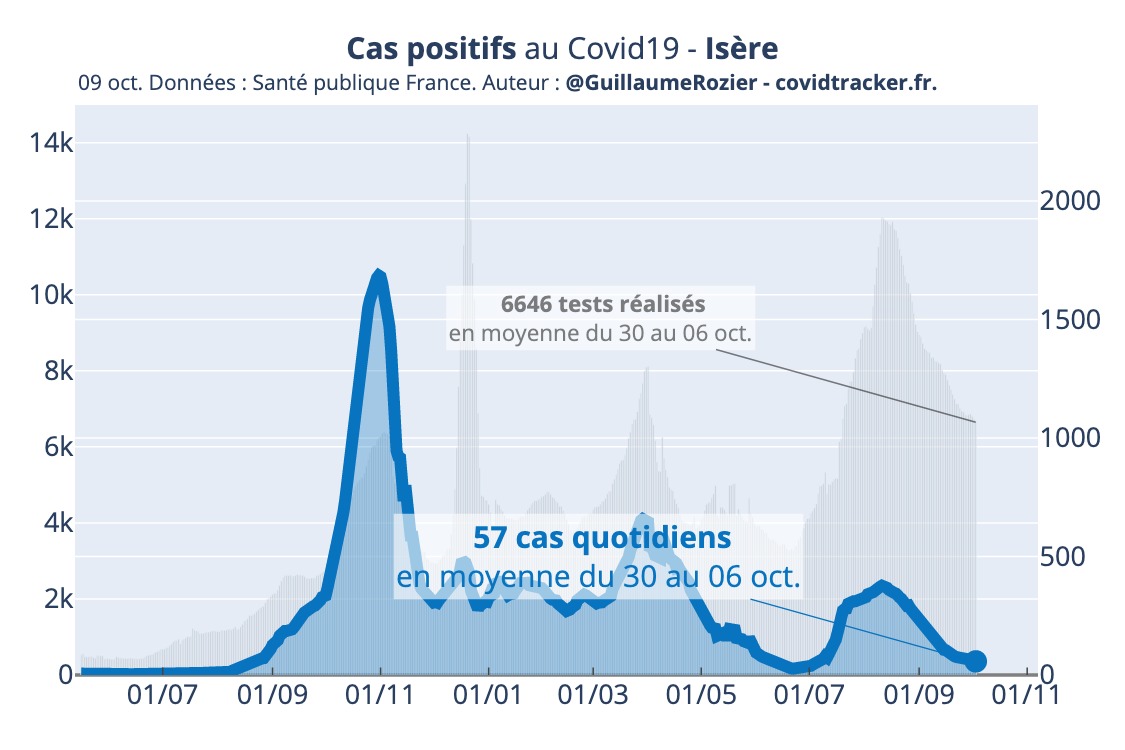 Cas positifs au Covid19 - Isère
09 oct. Données : Santé publique France. Auteur : @GuillaumeRozier - covidtracker.fr.
14k
12k
10k
8k
6k
4k
2k
0
2000
1500
1000
500
0
6646 tests réalisés
en moyenne du 30 au 06 oct.
57 cas quotidiens
en moyenne du 30 au 06 oct.
01/07 01/09 01/11 01/01 01/03 01/05 01/07 01/09 01/11